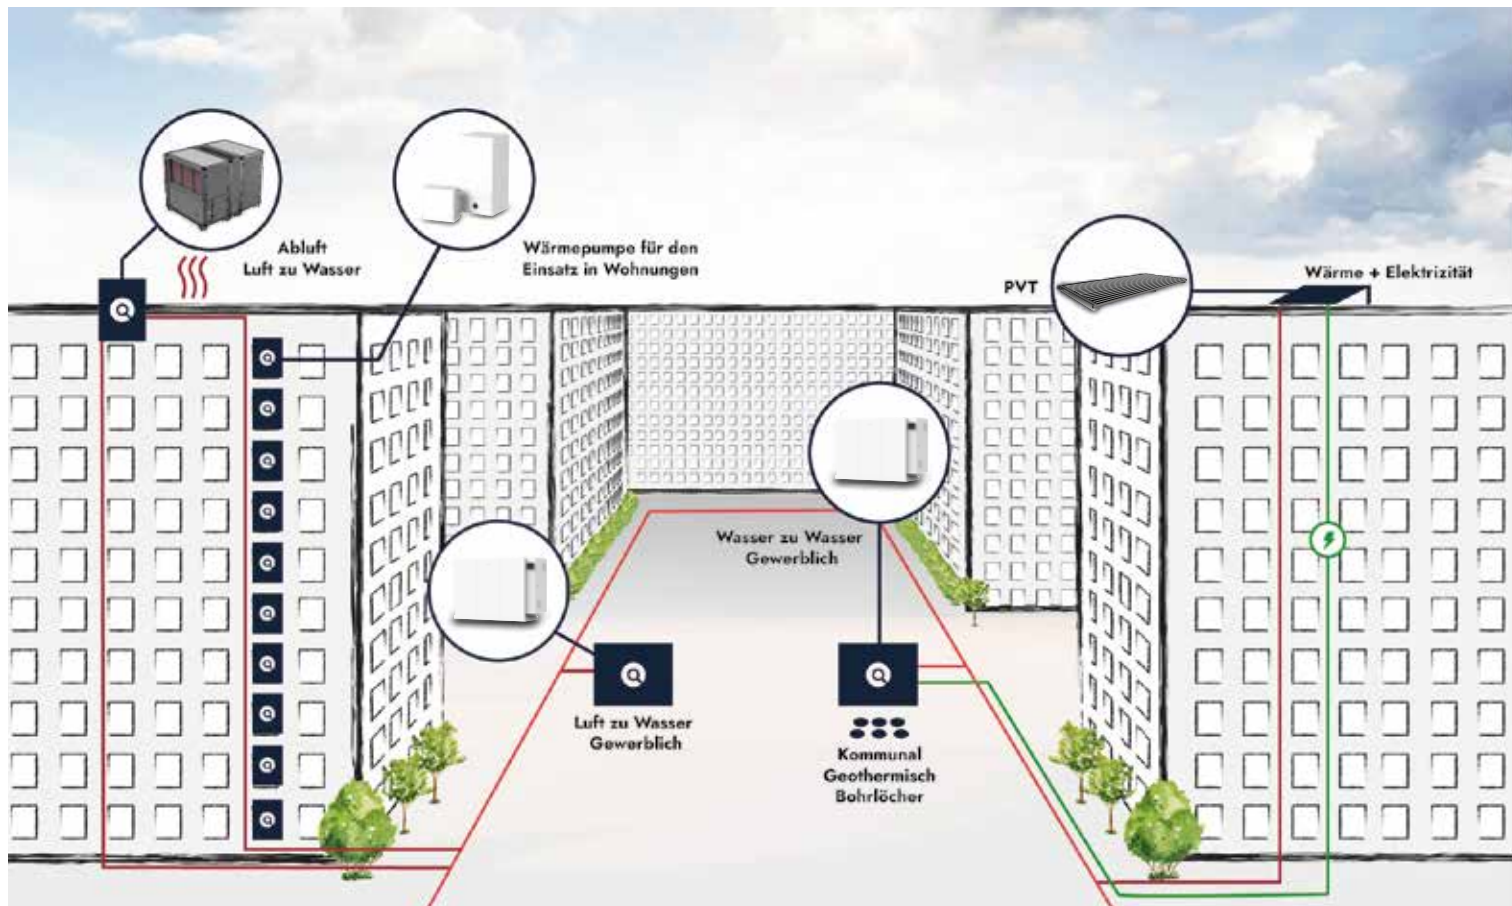 Abluft
Luft zu Wasser
Wärmepumpe für den
Einsatz in Wohnungen
PVT
Wärme + Elektrizität
Wasser zu Wasser
Gewerblich
Luft zu Wasser
Gewerblich
Kommunal
Geothermisch
Bohrlöcher